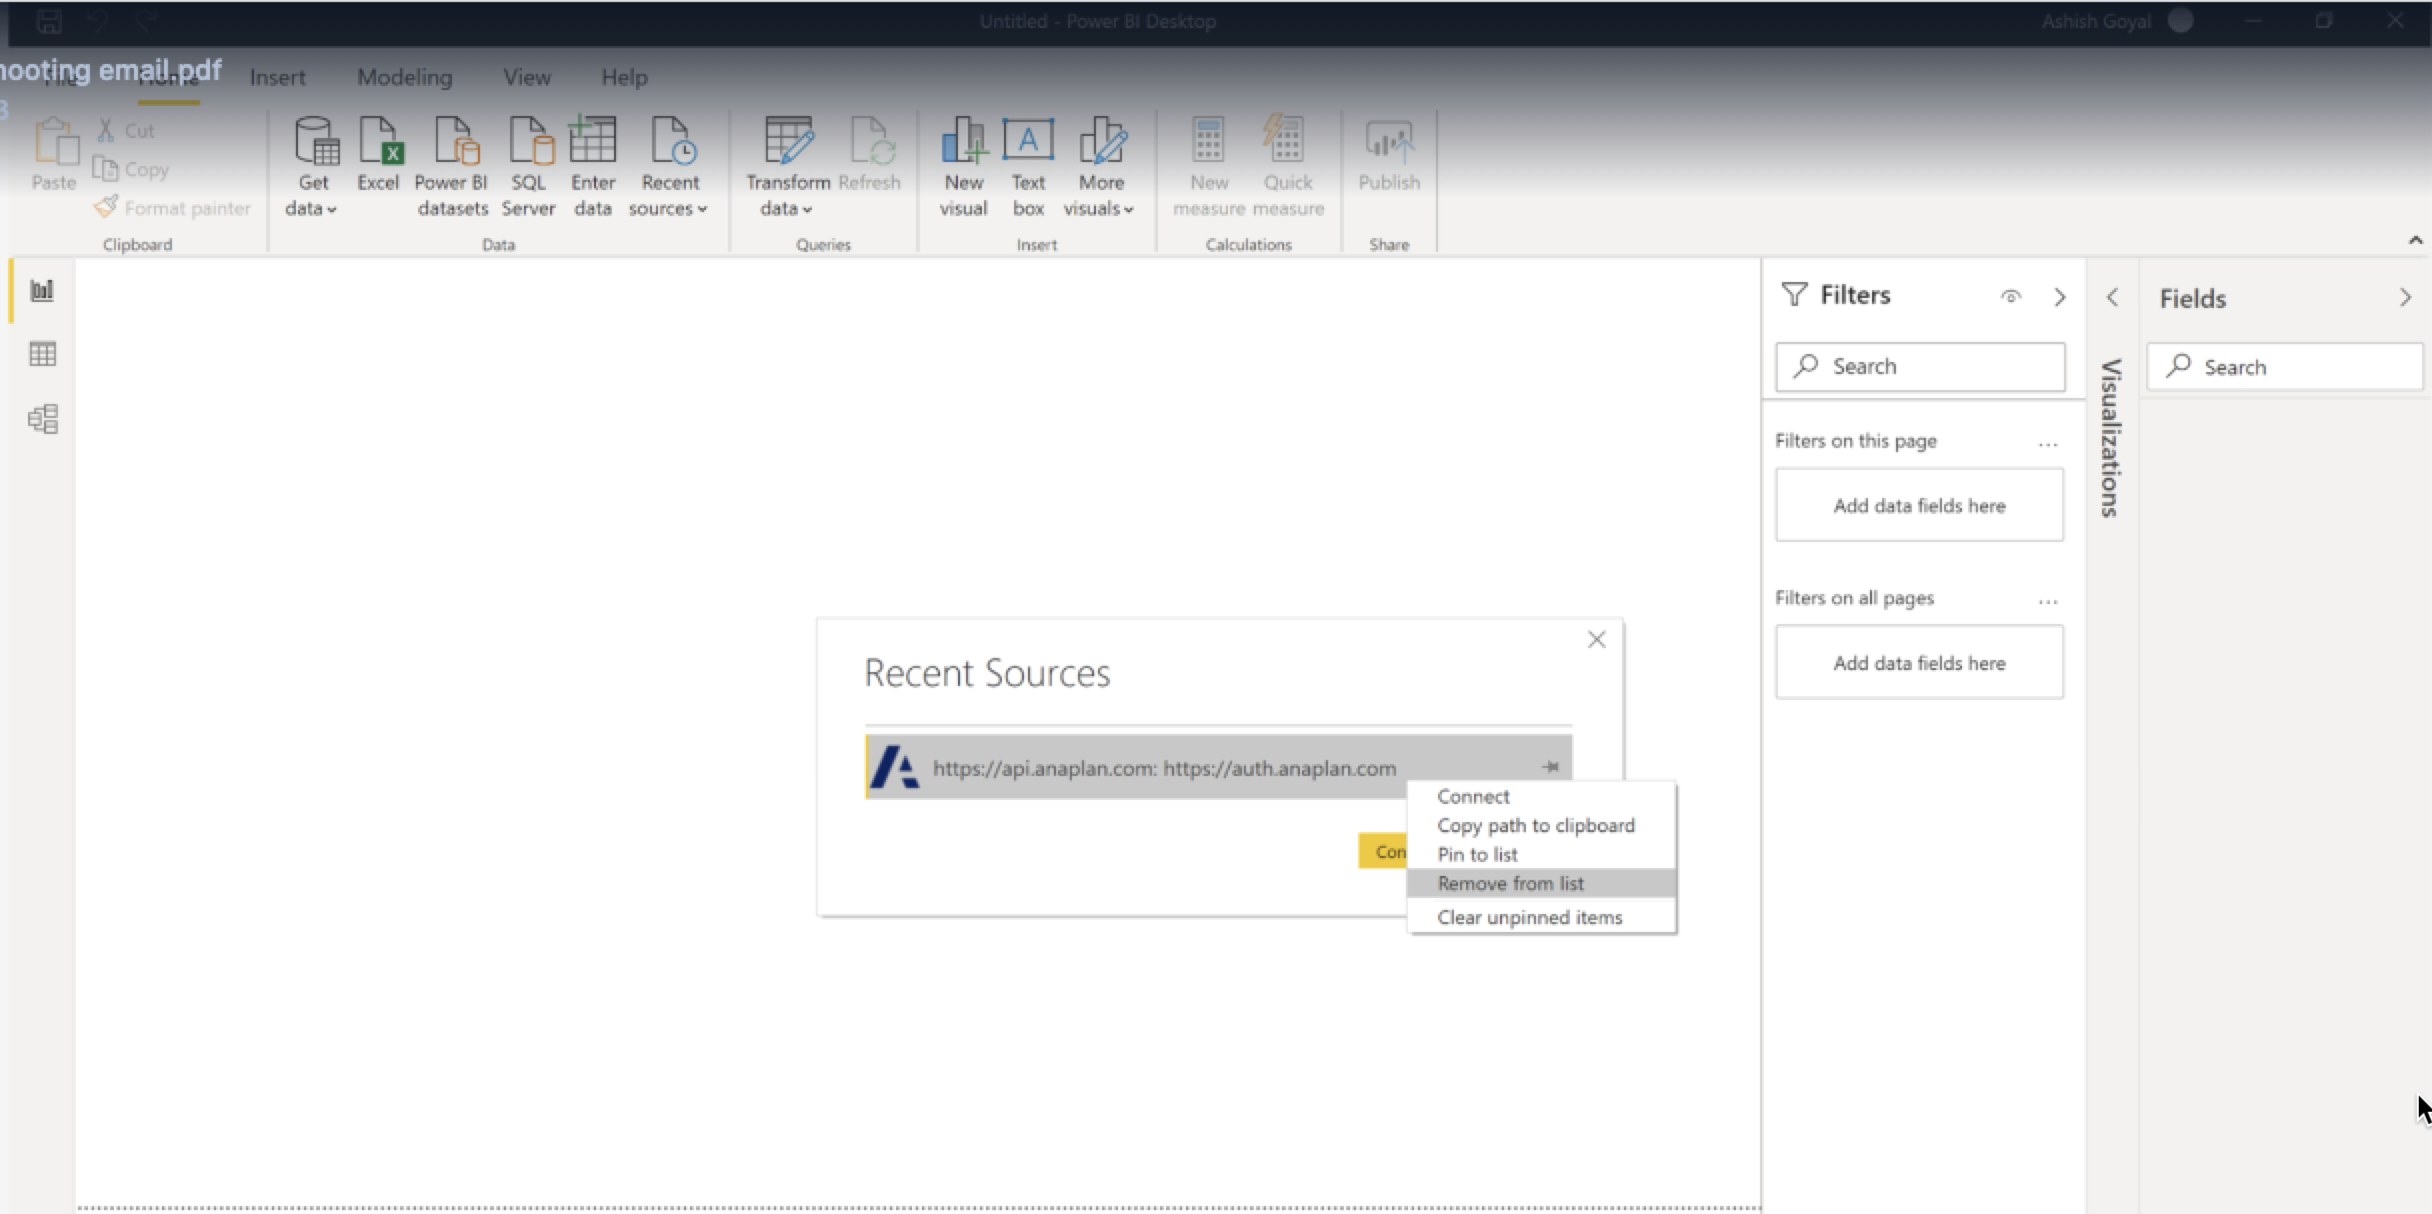 Untitled - Power BI Desktop
Ashish Goyal
hooting email.pdf
File
Home
Insert
Modeling
View
Help
Paste
Cut
Copy
Format painter
Clipboard
Get data
Excel
Power BI datasets
SQL Server
Enter data
Recent sources
Data
Transform data
Refresh
Queries
New visual
Text box
More visuals
Insert
New measure
Quick measure
Calculations
Publish
Share
Filters
Search
Filters on this page
...
Add data fields here
Filters on all pages
...
Add data fields here
Visualizations
Fields
Search
Recent Sources
https://api.anaplan.com: https://auth.anaplan.com
Con
Connect
Copy path to clipboard
Pin to list
Remove from list
Clear unpinned items